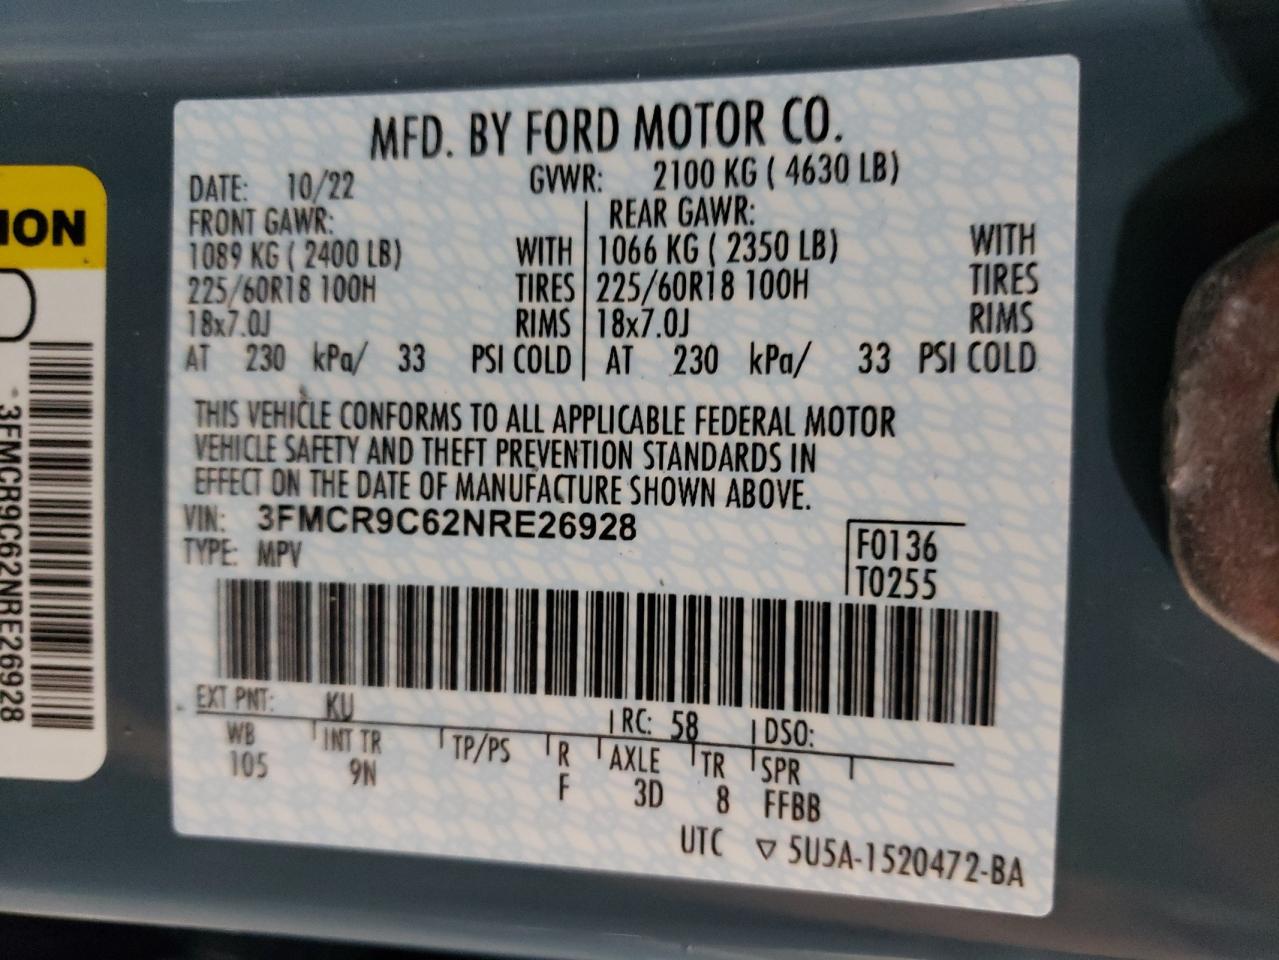 MFD. BY FORD MOTOR CO.
DATE: 10/22 GVWR: 2100 KG ( 4630 LB)
FRONT GAWR: REAR GAWR:
1089 KG ( 2400 LB) WITH 1066 KG ( 2350 LB) WITH
225/60R18 100H TIRES 225/60R18 100H TIRES
18x7.0J RIMS 18x7.0J RIMS
AT 230 kPa/ 33 PSI COLD AT 230 kPa/ 33 PSI COLD
THIS VEHICLE CONFORMS TO ALL APPLICABLE FEDERAL MOTOR
VEHICLE SAFETY AND THEFT PREVENTION STANDARDS IN
EFFECT ON THE DATE OF MANUFACTURE SHOWN ABOVE.
VIN: 3FMCR9C62NRE26928
TYPE: MPV
F0136
T0255
EXT PNT: KU RC: 58 DSO:
WB INT TR TP/PS R AXLE TR SPR
105 9N F 3D 8 FFBB
UTC ▽ 5U5A-1520472-BA
ION
3FMCR9C62NRE26928